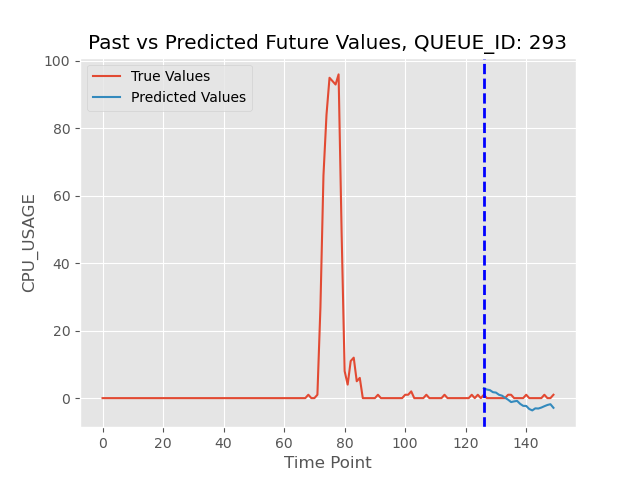 Past vs Predicted Future Values, QUEUE_ID: 293
True Values
Predicted Values
100
80
60
40
20
0
CPU_USAGE
0 20 40 60 80 100 120 140
Time Point